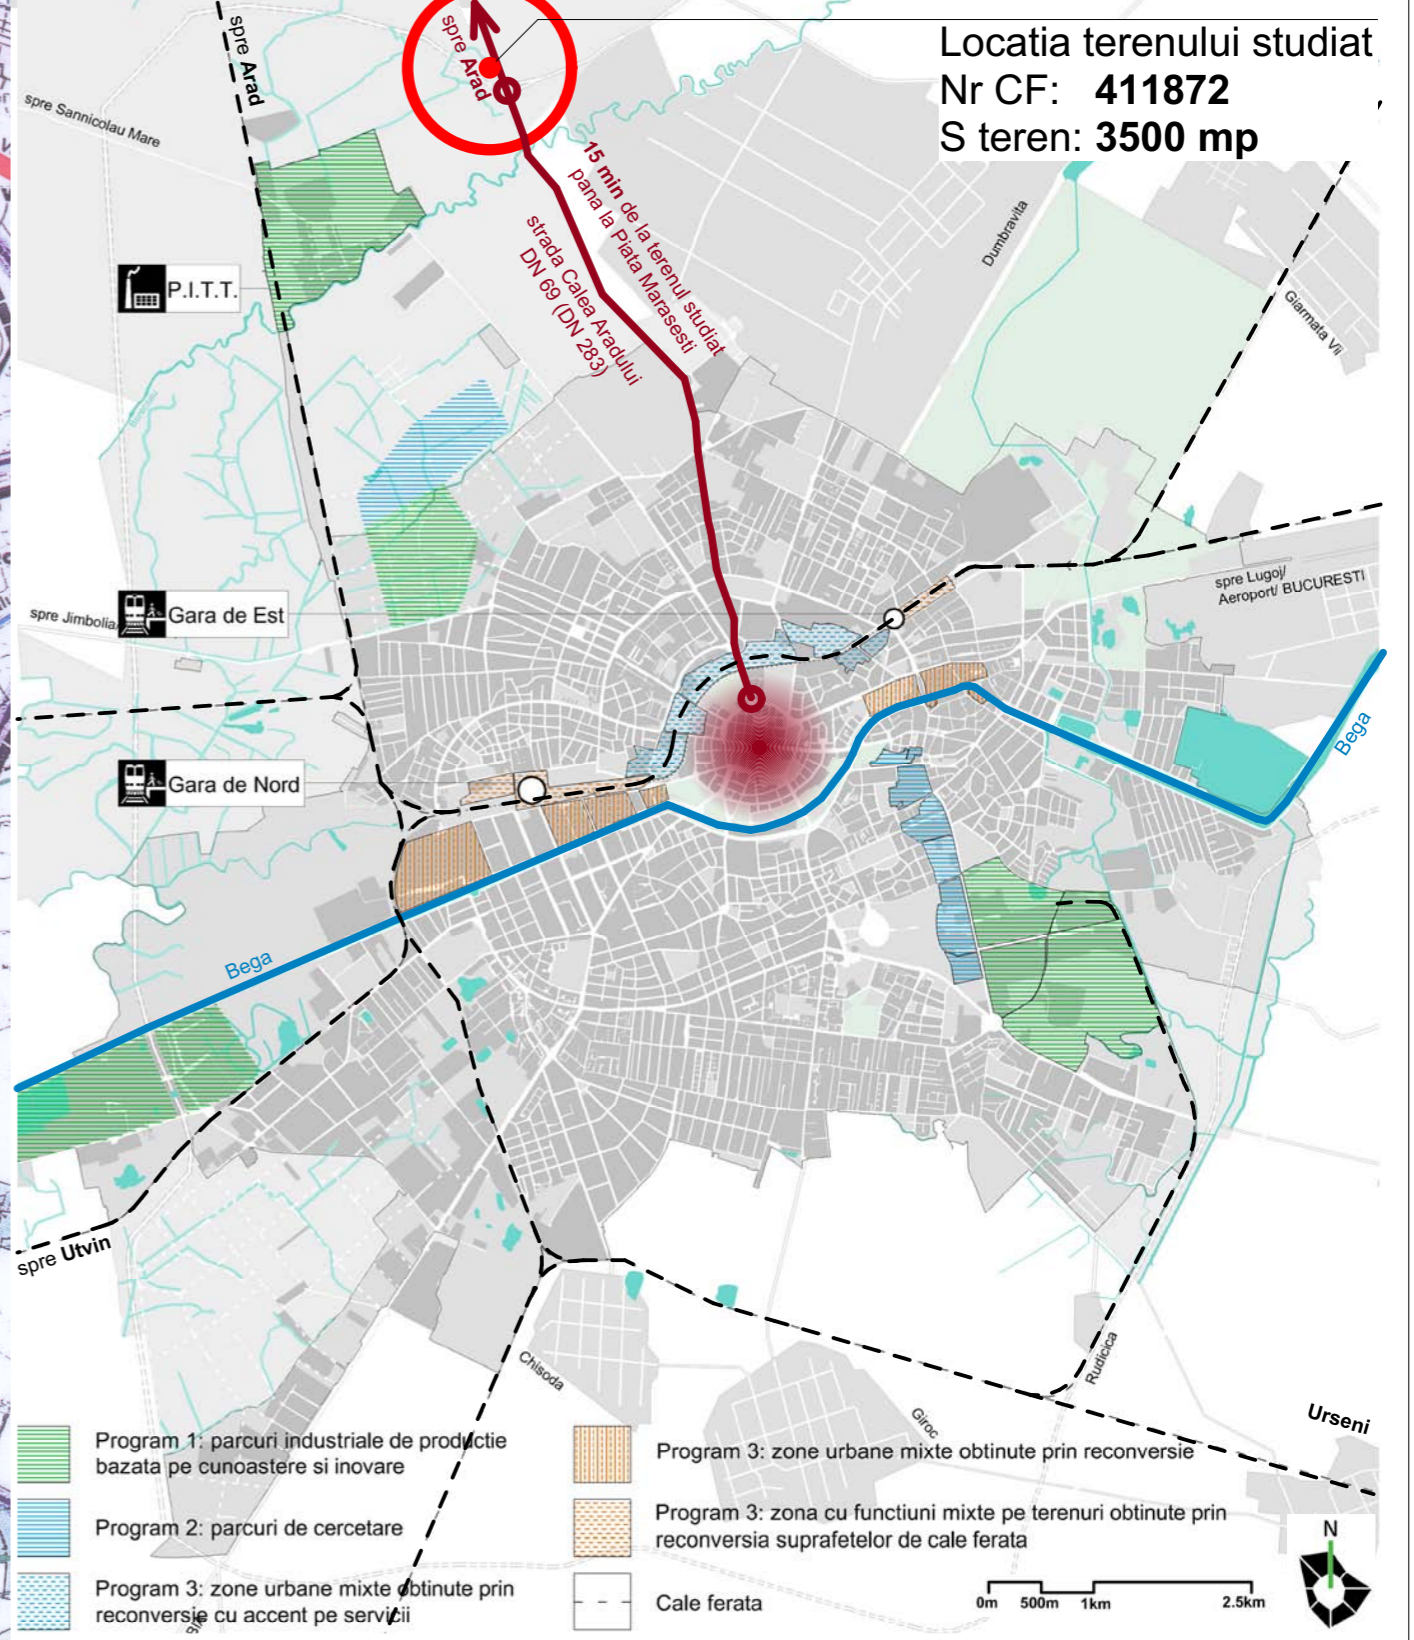 Locatia terenului studiat
Nr CF: 411872
S teren: 3500 mp
spre Arad
spre Arad
spre Sannicolau Mare
15 min de la terenul studiat
pana la Piata Marasesti
strada Calea Aradului
DN 69 (DN 283)
Dumbravita
Giarmata Vii
P.I.T.T.
spre Lugoj/
Aeroport/ BUCURESTI
Gara de Est
spre Jimbolia
Bega
Gara de Nord
Bega
spre Utvin
Chisoda
Rudicica
Giroc
Urseni
Program 1: parcuri industriale de productie
bazata pe cunoastere si inovare
Program 2: parcuri de cercetare
Program 3: zone urbane mixte obtinute prin
reconversie cu accent pe servicii
Program 3: zone urbane mixte obtinute prin reconversie
Program 3: zona cu functiuni mixte pe terenuri obtinute prin
reconversia suprafetelor de cale ferata
Cale ferata
0m 500m 1km 2.5km
N